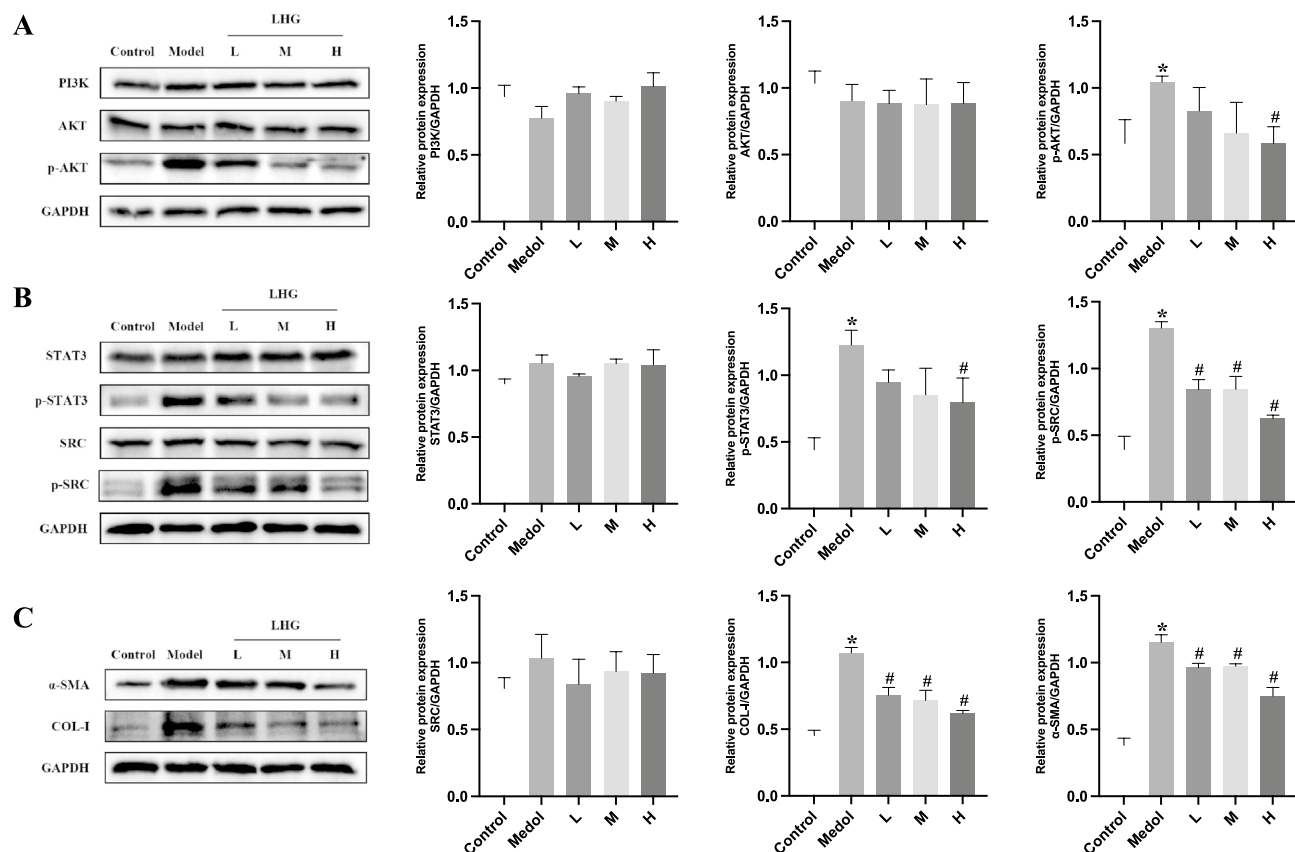 A
LHG
Control Model L M H
PI3K
AKT
p-AKT
GAPDH
Relative protein expression
PI3K/GAPDH
1.5
1.0
0.5
0.0
Control Medol L M H
Relative protein expression
AKT/GAPDH
1.5
1.0
0.5
0.0
Control Medol L M H
Relative protein expression
p-AKT/GAPDH
1.5
1.0
0.5
0.0
*
#
Control Medol L M H
B
LHG
Control Model L M H
STAT3
p-STAT3
SRC
p-SRC
GAPDH
Relative protein expression
STAT3/GAPDH
1.5
1.0
0.5
0.0
Control Medol L M H
Relative protein expression
p-STAT3/GAPDH
1.5
1.0
0.5
0.0
*
#
Control Medol L M H
Relative protein expression
p-SRC/GAPDH
1.5
1.0
0.5
0.0
*
# # #
Control Medol L M H
C
LHG
Control Model L M H
α-SMA
COL-I
GAPDH
Relative protein expression
SRC/GAPDH
1.5
1.0
0.5
0.0
Control Medol L M H
Relative protein expression
COL-I/GAPDH
1.5
1.0
0.5
0.0
*
# # #
Control Medol L M H
Relative protein expression
α-SMA/GAPDH
1.5
1.0
0.5
0.0
*
# # #
Control Medol L M H